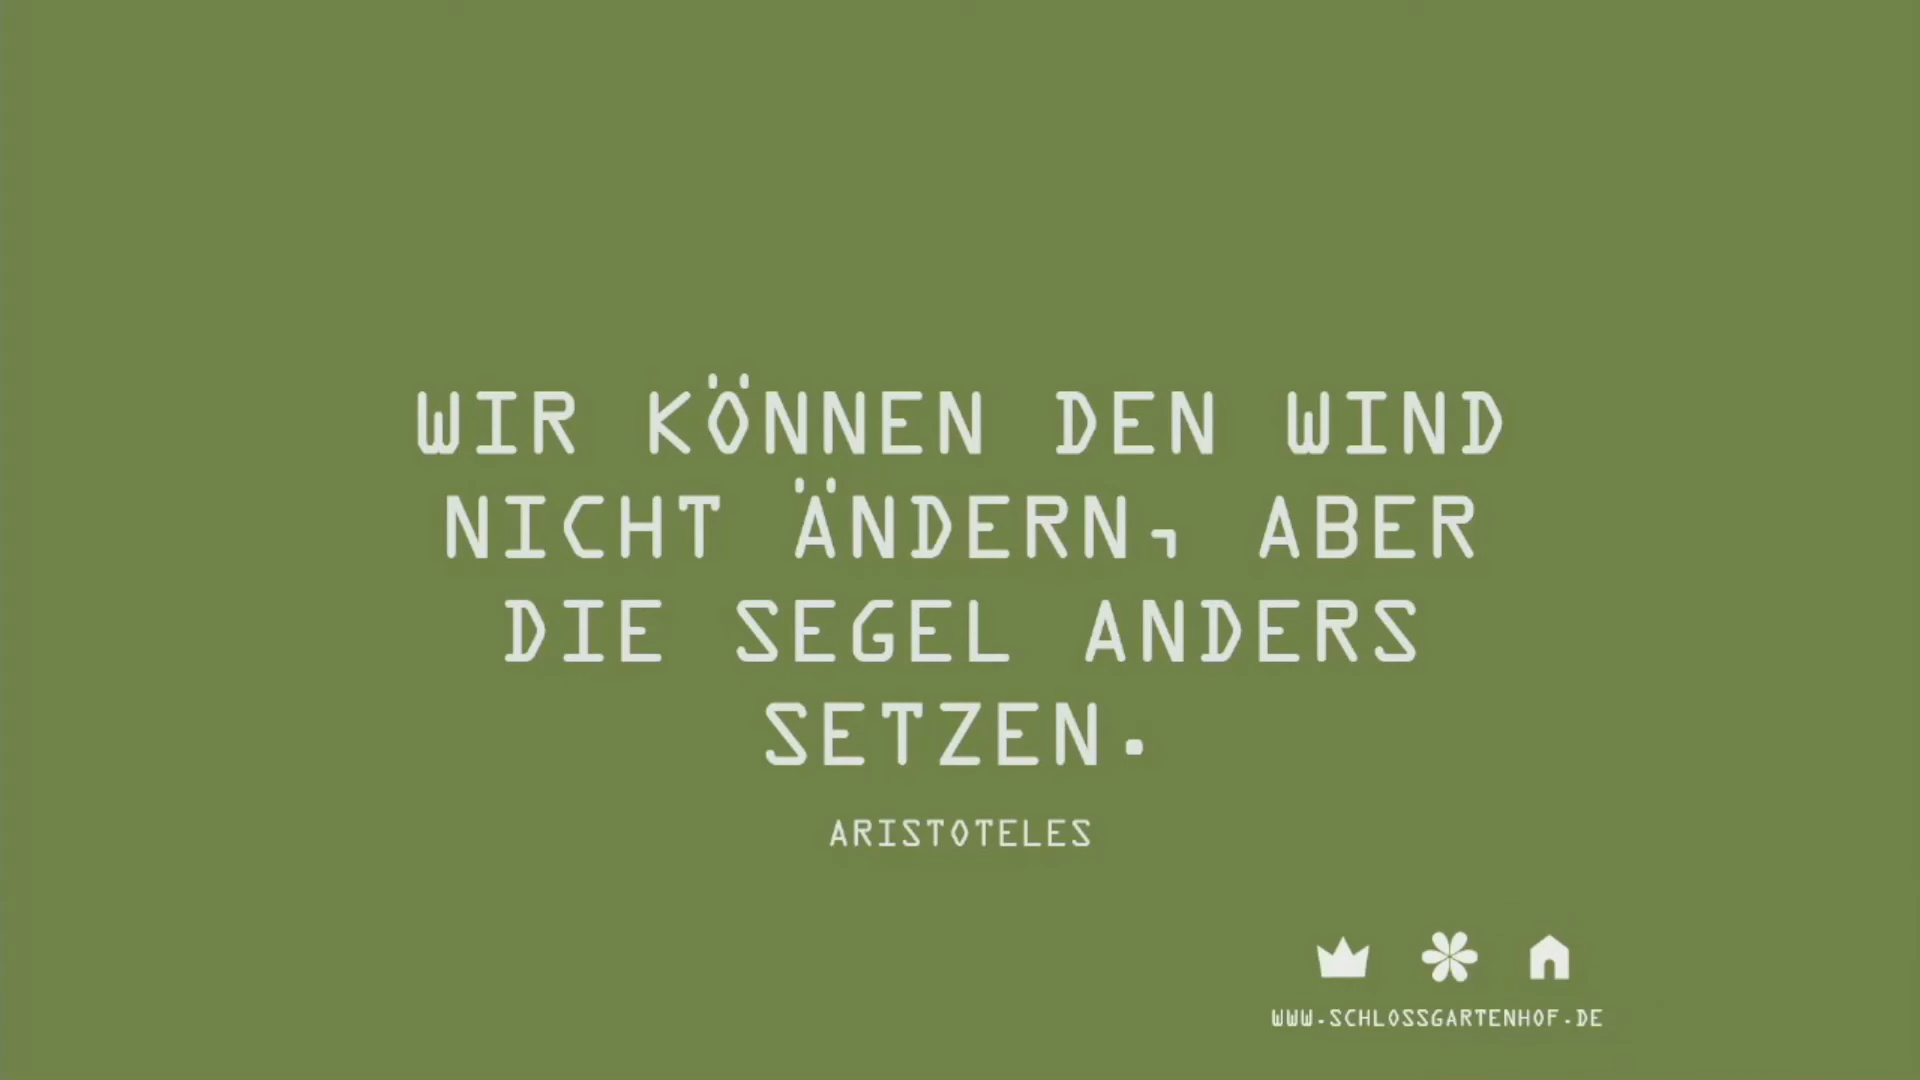 WIR KÖNNEN DEN WIND
NICHT ÄNDERN, ABER
DIE SEGEL ANDERS
SETZEN.
ARISTOTELES
WWW.SCHLOSSGARTENHOF.DE